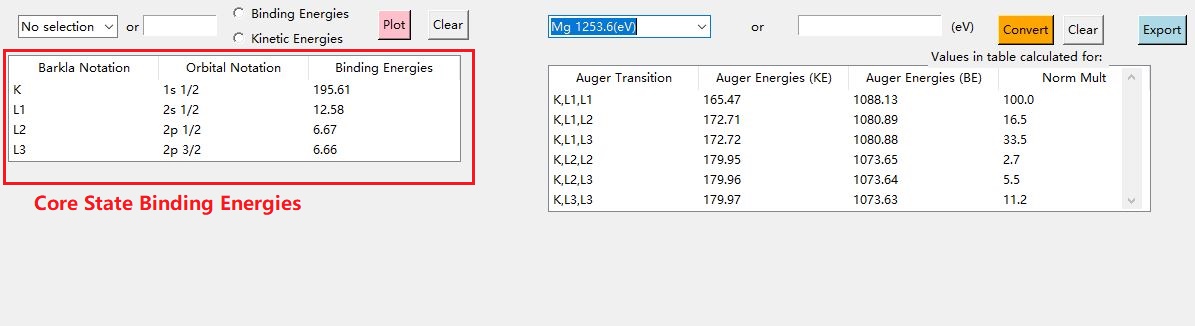 No selection or Binding Energies Kinetic Energies Plot Clear Mg 1253.6(eV) or (eV) Convert Clear Export
Values in table calculated for:
Barkla Notation Orbital Notation Binding Energies
K 1s 1/2 195.61
L1 2s 1/2 12.58
L2 2p 1/2 6.67
L3 2p 3/2 6.66
Core State Binding Energies
Auger Transition Auger Energies (KE) Auger Energies (BE) Norm Mult
K,L1,L1 165.47 1088.13 100.0
K,L1,L2 172.71 1080.89 16.5
K,L1,L3 172.72 1080.88 33.5
K,L2,L2 179.95 1073.65 2.7
K,L2,L3 179.96 1073.64 5.5
K,L3,L3 179.97 1073.63 11.2